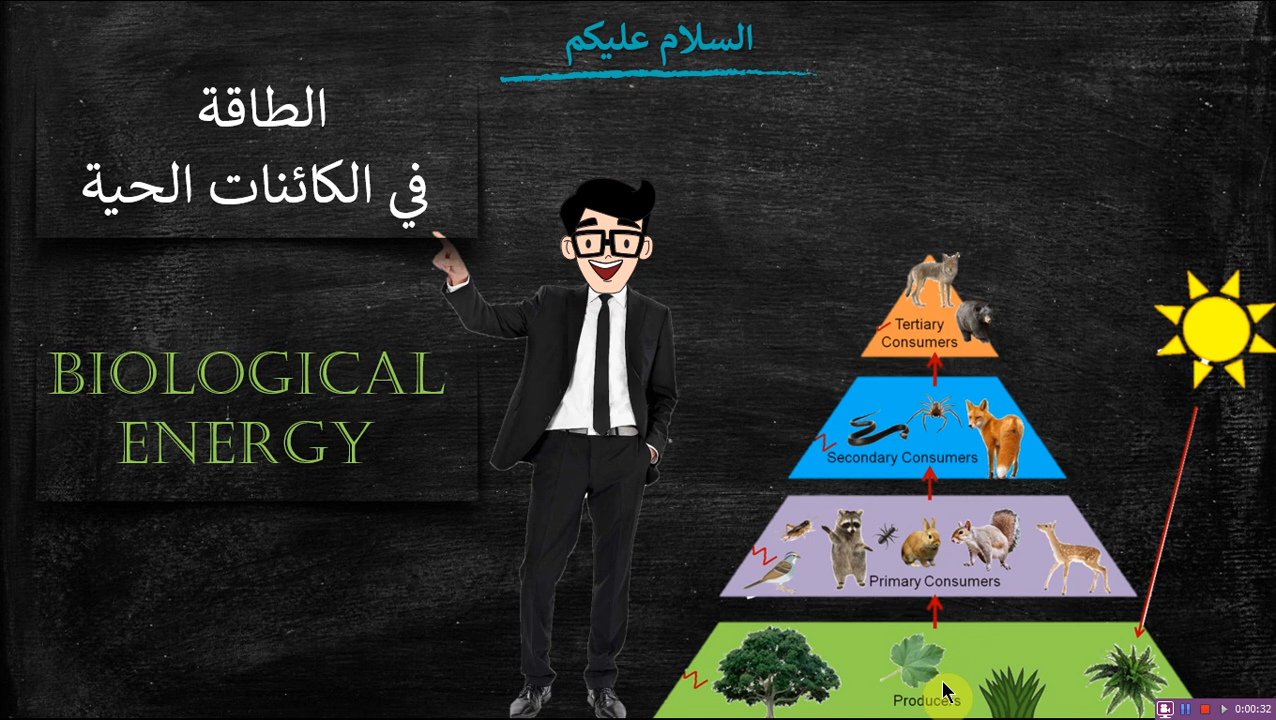 السلام عليكم
الطاقة
في الكائنات الحية
BIOLOGICAL
ENERGY
Tertiary
Consumers
Secondary Consumers
Primary Consumers
Producers
0:00:32